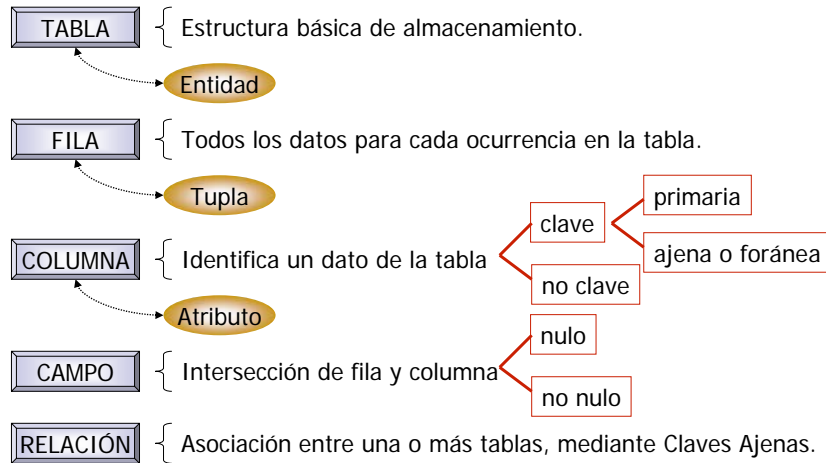 TABLA
Estructura básica de almacenamiento.
Entidad
FILA
Todos los datos para cada ocurrencia en la tabla.
Tupla
primaria
clave
ajena o foránea
COLUMNA
Identifica un dato de la tabla
no clave
Atributo
nulo
CAMPO
Intersección de fila y columna
no nulo
RELACIÓN
Asociación entre una o más tablas, mediante Claves Ajenas.